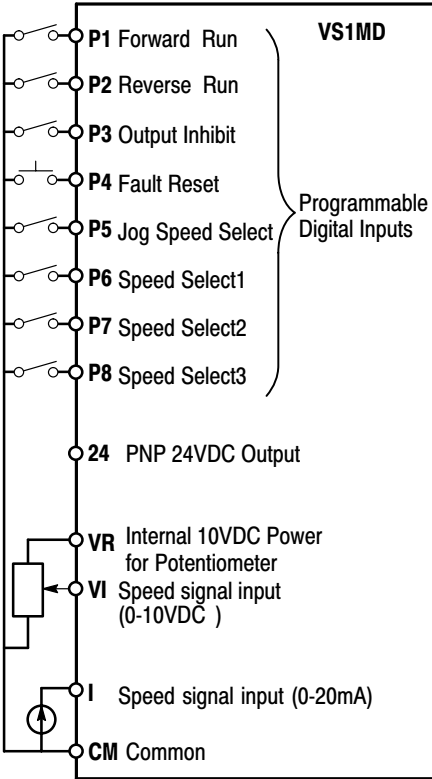 VS1MD
P1 Forward Run
P2 Reverse Run
P3 Output Inhibit
P4 Fault Reset
P5 Jog Speed Select
P6 Speed Select1
P7 Speed Select2
P8 Speed Select3
Programmable
Digital Inputs
24 PNP 24VDC Output
VR Internal 10VDC Power
for Potentiometer
VI Speed signal input
(0-10VDC )
I Speed signal input (0-20mA)
CM Common